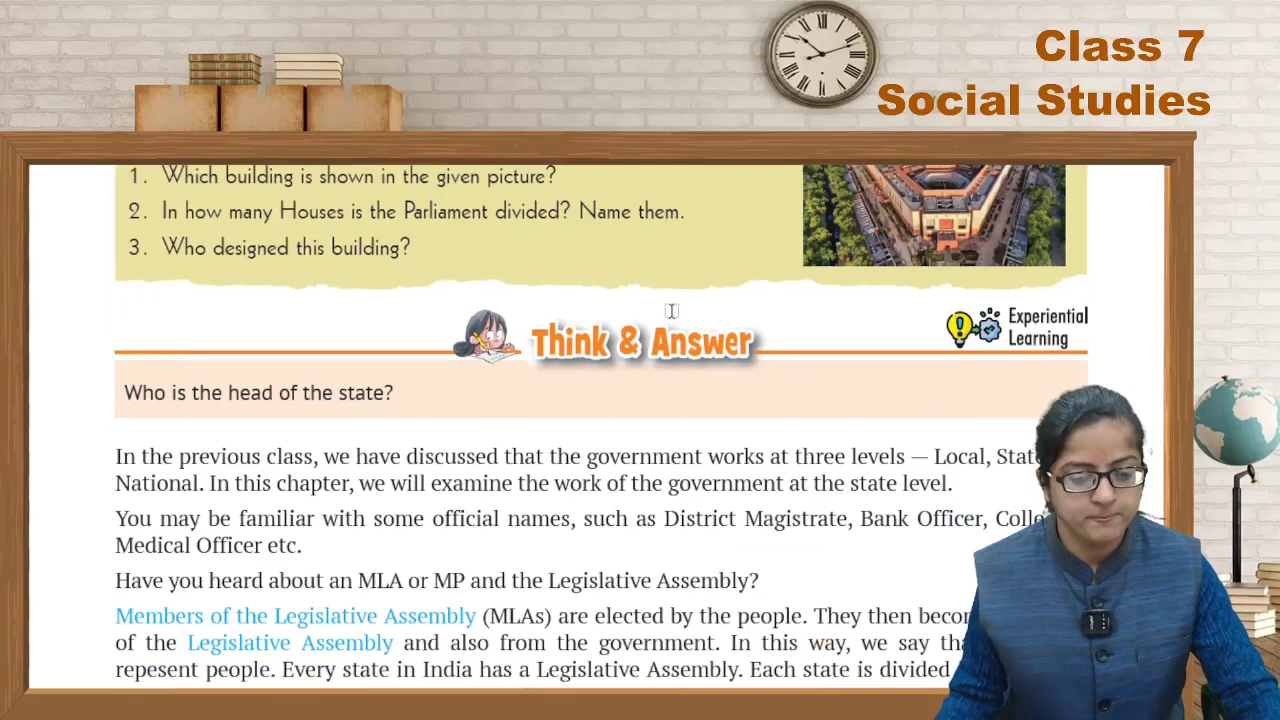 Class 7
Social Studies
1. Which building is shown in the given picture?
2. In how many Houses is the Parliament divided? Name them.
3. Who designed this building?
Think & Answer
Experiential
Learning
Who is the head of the state?
In the previous class, we have discussed that the government works at three levels — Local, Stat
National. In this chapter, we will examine the work of the government at the state level.
You may be familiar with some official names, such as District Magistrate, Bank Officer, Colle
Medical Officer etc.
Have you heard about an MLA or MP and the Legislative Assembly?
Members of the Legislative Assembly (MLAs) are elected by the people. They then becor
of the Legislative Assembly and also from the government. In this way, we say tha
repesent people. Every state in India has a Legislative Assembly. Each state is divided